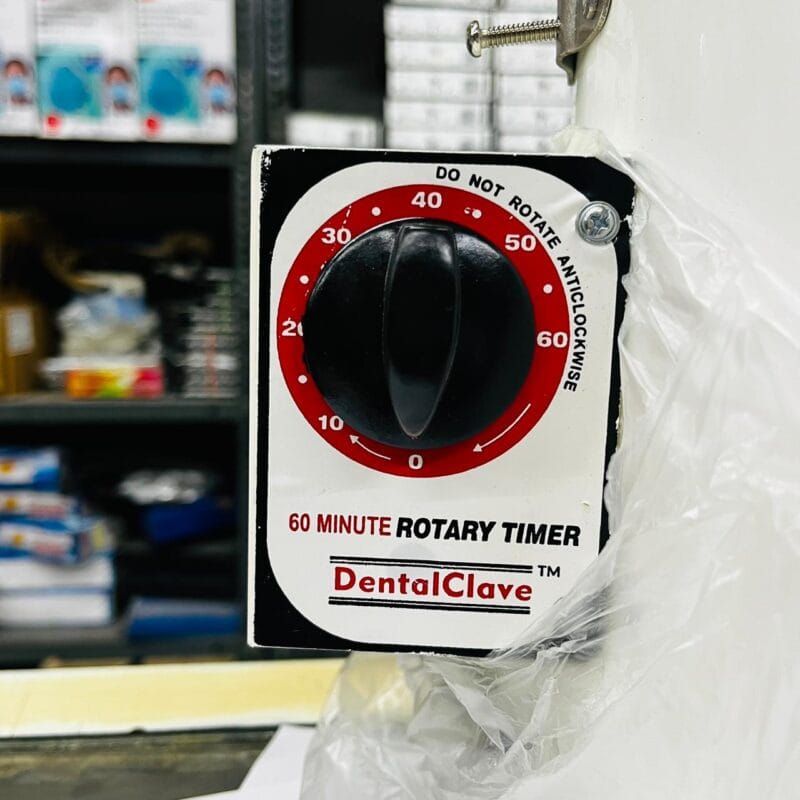 DO NOT ROTATE ANTICLOCKWISE
40
30
50
20
60
10
0
60 MINUTE ROTARY TIMER
DentalClave™